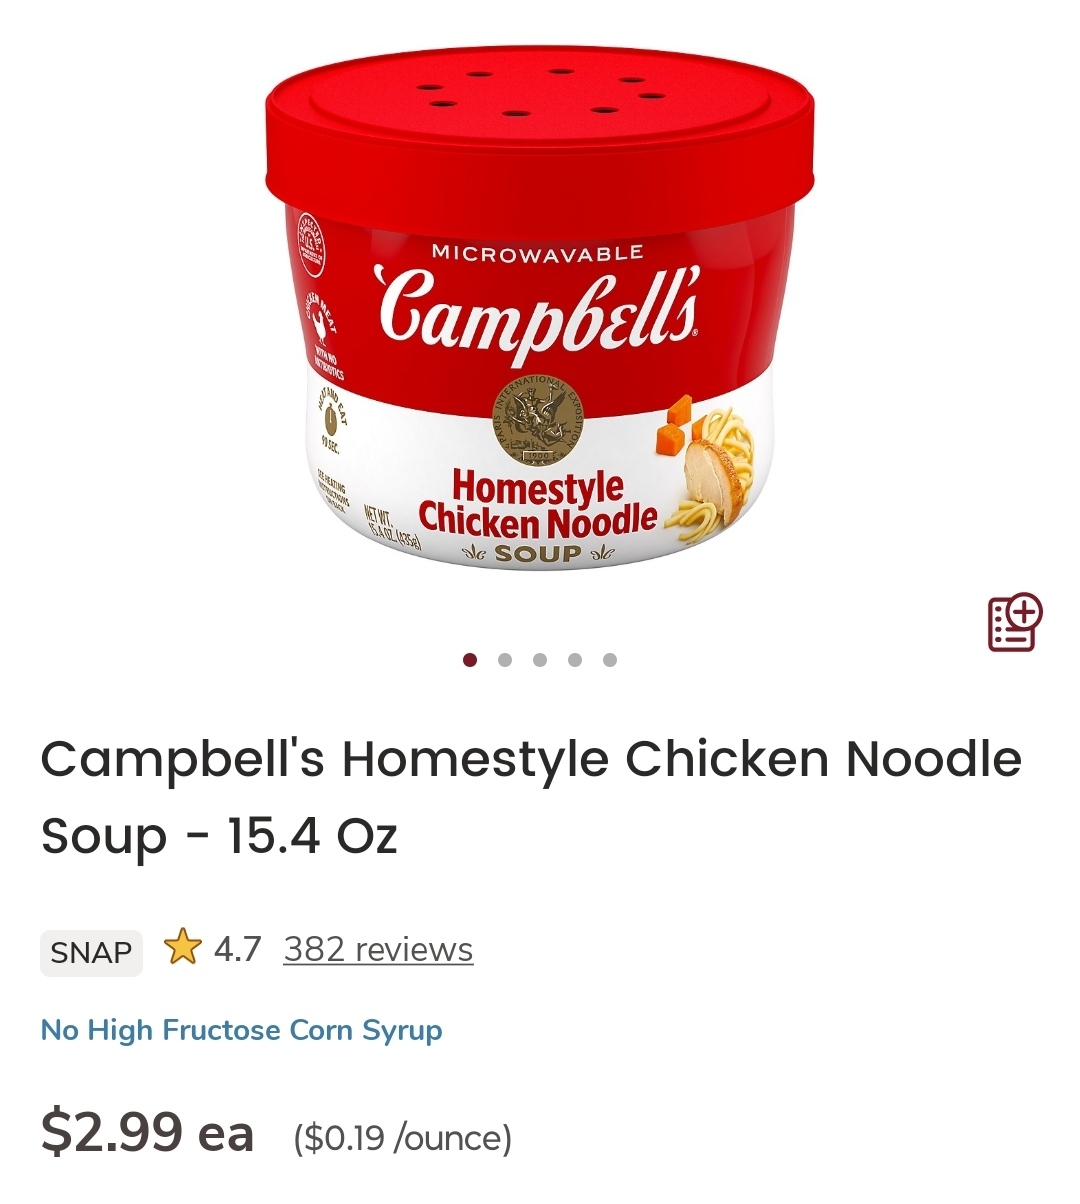 MICROWAVABLE
Campbell's®
CHICKEN MEAT
WITH NO
ANTIBIOTICS
HEAT AND EAT
90 SEC.
SEE HEATING
INSTRUCTIONS
NET WT.
15.4 OZ. (435g)
PARIS INTERNATIONAL EXPOSITION
1900
Homestyle
Chicken Noodle
SOUP
Campbell's Homestyle Chicken Noodle
Soup - 15.4 Oz
SNAP 4.7 382 reviews
No High Fructose Corn Syrup
$2.99 ea ($0.19 /ounce)